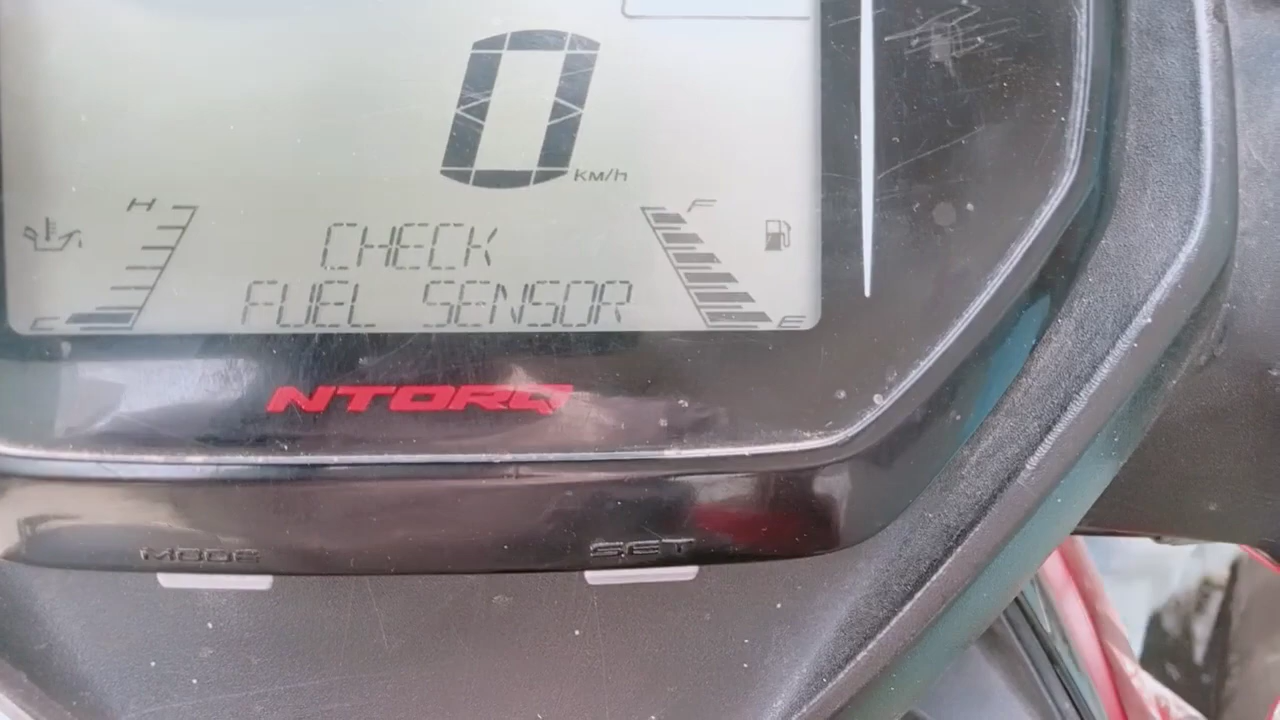 0
KM/H
H
F
CHECK
FUEL SENSOR
C
E
NTORQ
MODE
SET